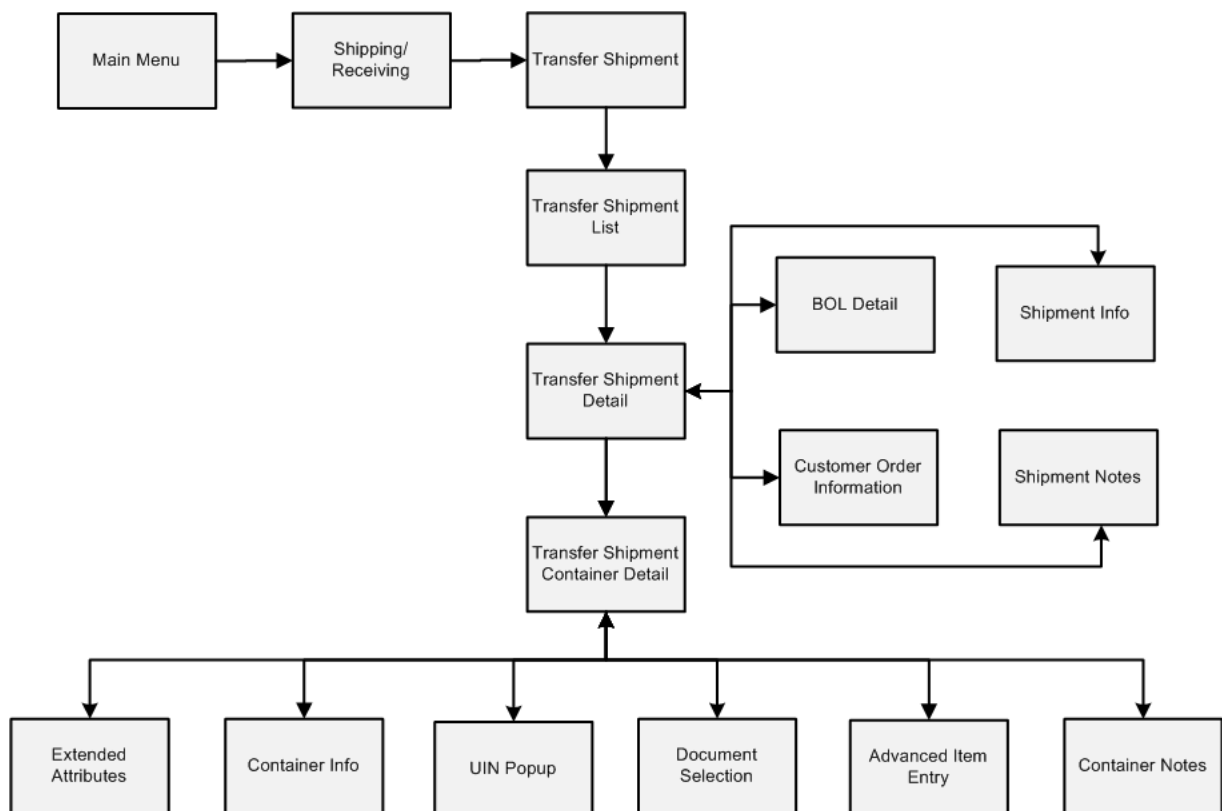 Main Menu
Shipping/
Receiving
Transfer Shipment
Transfer Shipment
List
BOL Detail
Shipment Info
Transfer Shipment
Detail
Customer Order
Information
Shipment Notes
Transfer Shipment
Container Detail
Extended
Attributes
Container Info
UIN Popup
Document
Selection
Advanced Item
Entry
Container Notes